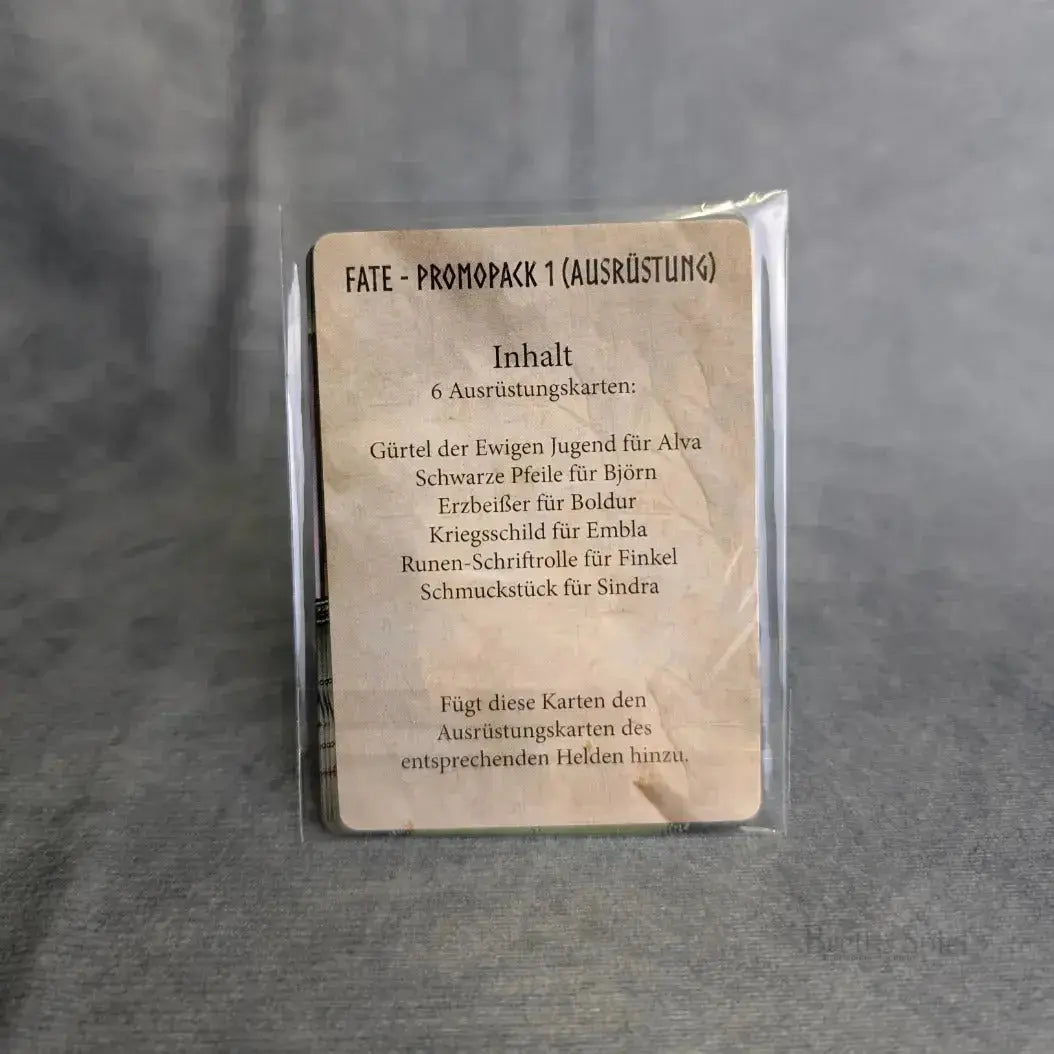 FATE - PROMOPACK 1 (AUSRÜSTUNG)
Inhalt
6 Ausrüstungskarten:
Gürtel der Ewigen Jugend für Alva
Schwarze Pfeile für Björn
Erzbeißer für Boldur
Kriegsschild für Embla
Runen-Schriftrolle für Finkel
Schmuckstück für Sindra
Fügt diese Karten den
Ausrüstungskarten des
entsprechenden Helden hinzu.